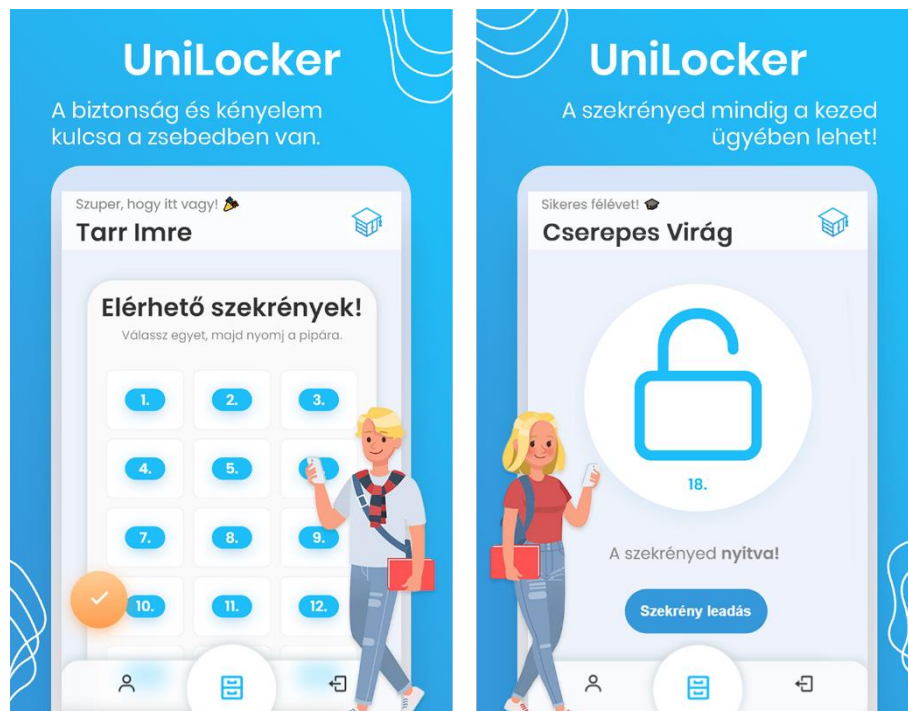 UniLocker
A biztonság és kényelem
kulcsa a zsebedben van.
Szuper, hogy itt vagy!
Tarr Imre
Elérhető szekrények!
Válassz egyet, majd nyomj a pipára.
1.
2.
3.
4.
5.
7.
8.
9.
10.
11.
12.
UniLocker
A szekrényed mindig a kezed
ügyében lehet!
Sikeres félévet!
Cserepes Virág
18.
A szekrényed nyitva!
Szekrény leadás